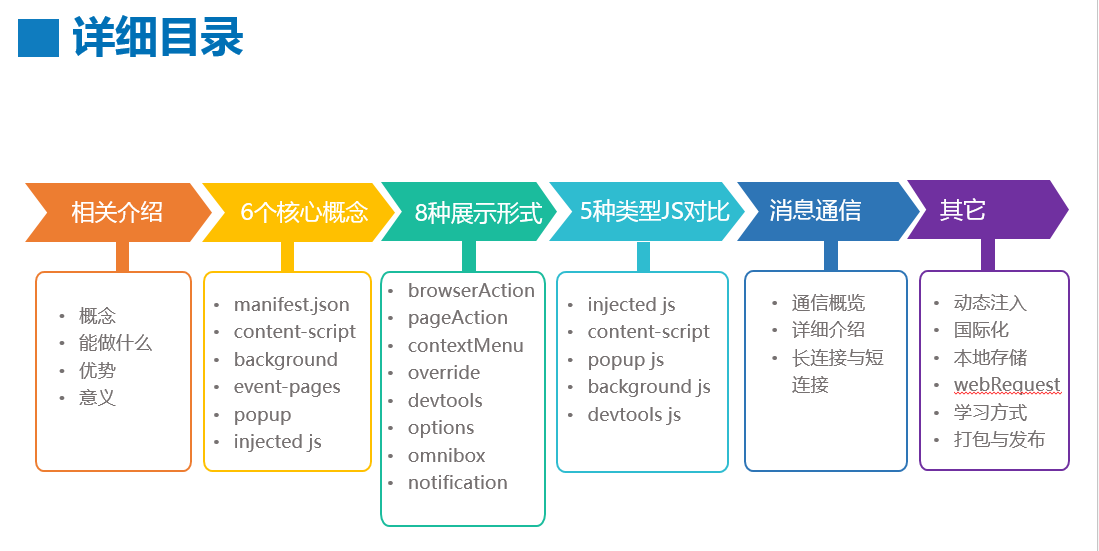 详细目录
相关介绍
6个核心概念
8种展示形式
5种类型JS对比
消息通信
其它
• 概念
• 能做什么
• 优势
• 意义
• manifest.json
• content-script
• background
• event-pages
• popup
• injected js
• browserAction
• pageAction
• contextMenu
• override
• devtools
• options
• omnibox
• notification
• injected js
• content-script
• popup js
• background js
• devtools js
• 通信概览
• 详细介绍
• 长连接与短
连接
• 动态注入
• 国际化
• 本地存储
• webRequest
• 学习方式
• 打包与发布